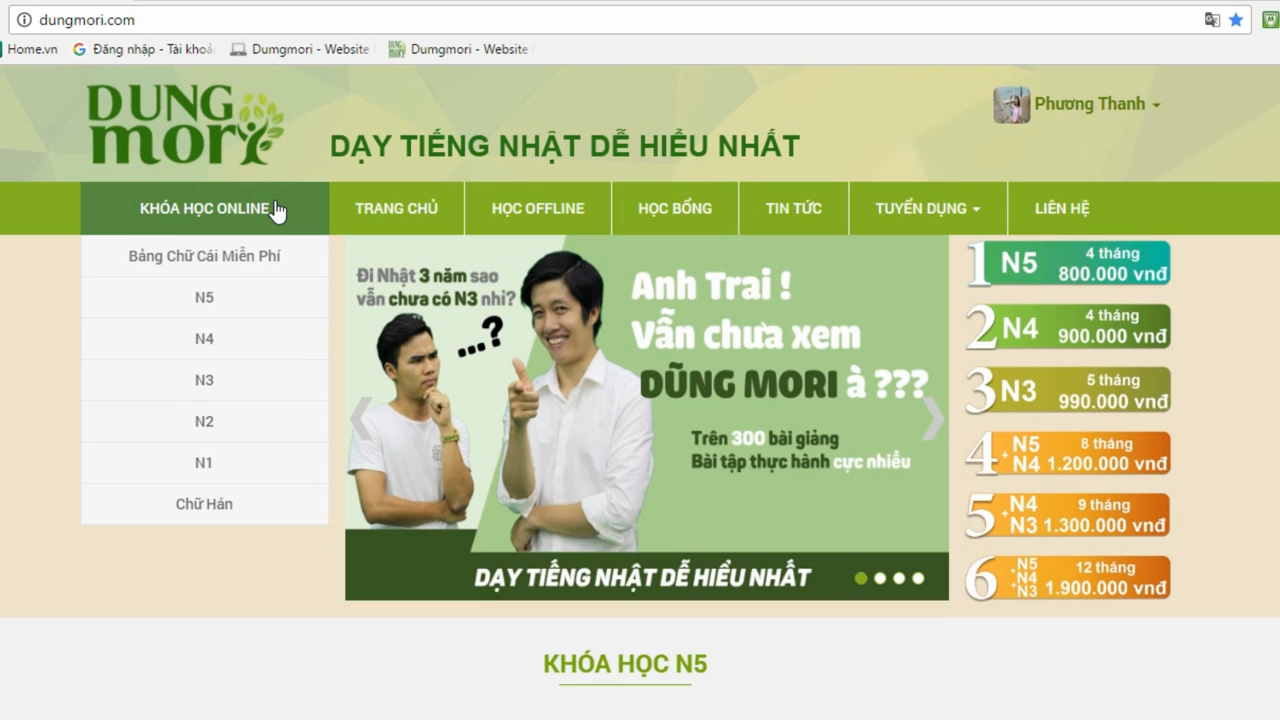 dungmori.com
Home.vn
Đăng nhập - Tài khoả
Dumgmori - Website
Dumgmori - Website
DUNG
mori
DẠY TIẾNG NHẬT DỄ HIỂU NHẤT
Phương Thanh
KHÓA HỌC ONLINE
TRANG CHỦ
HỌC OFFLINE
HỌC BỔNG
TIN TỨC
TUYỂN DỤNG
LIÊN HỆ
Bảng Chữ Cái Miễn Phí
N5
N4
N3
N2
N1
Chữ Hán
Đi Nhật 3 năm sao
vẫn chưa có N3 nhỉ?
...?
Anh Trai !
Vẫn chưa xem
DŨNG MORI à ???
Trên 300 bài giảng
Bài tập thực hành cực nhiều
DẠY TIẾNG NHẬT DỄ HIỂU NHẤT
1 N5 4 tháng
800.000 vnđ
2 N4 4 tháng
900.000 vnđ
3 N3 5 tháng
990.000 vnđ
4 N5 8 tháng
+ N4 1.200.000 vnđ
5 N4 9 tháng
+ N3 1.300.000 vnđ
6 N5 12 tháng
+ N4
+ N3 1.900.000 vnđ
KHÓA HỌC N5